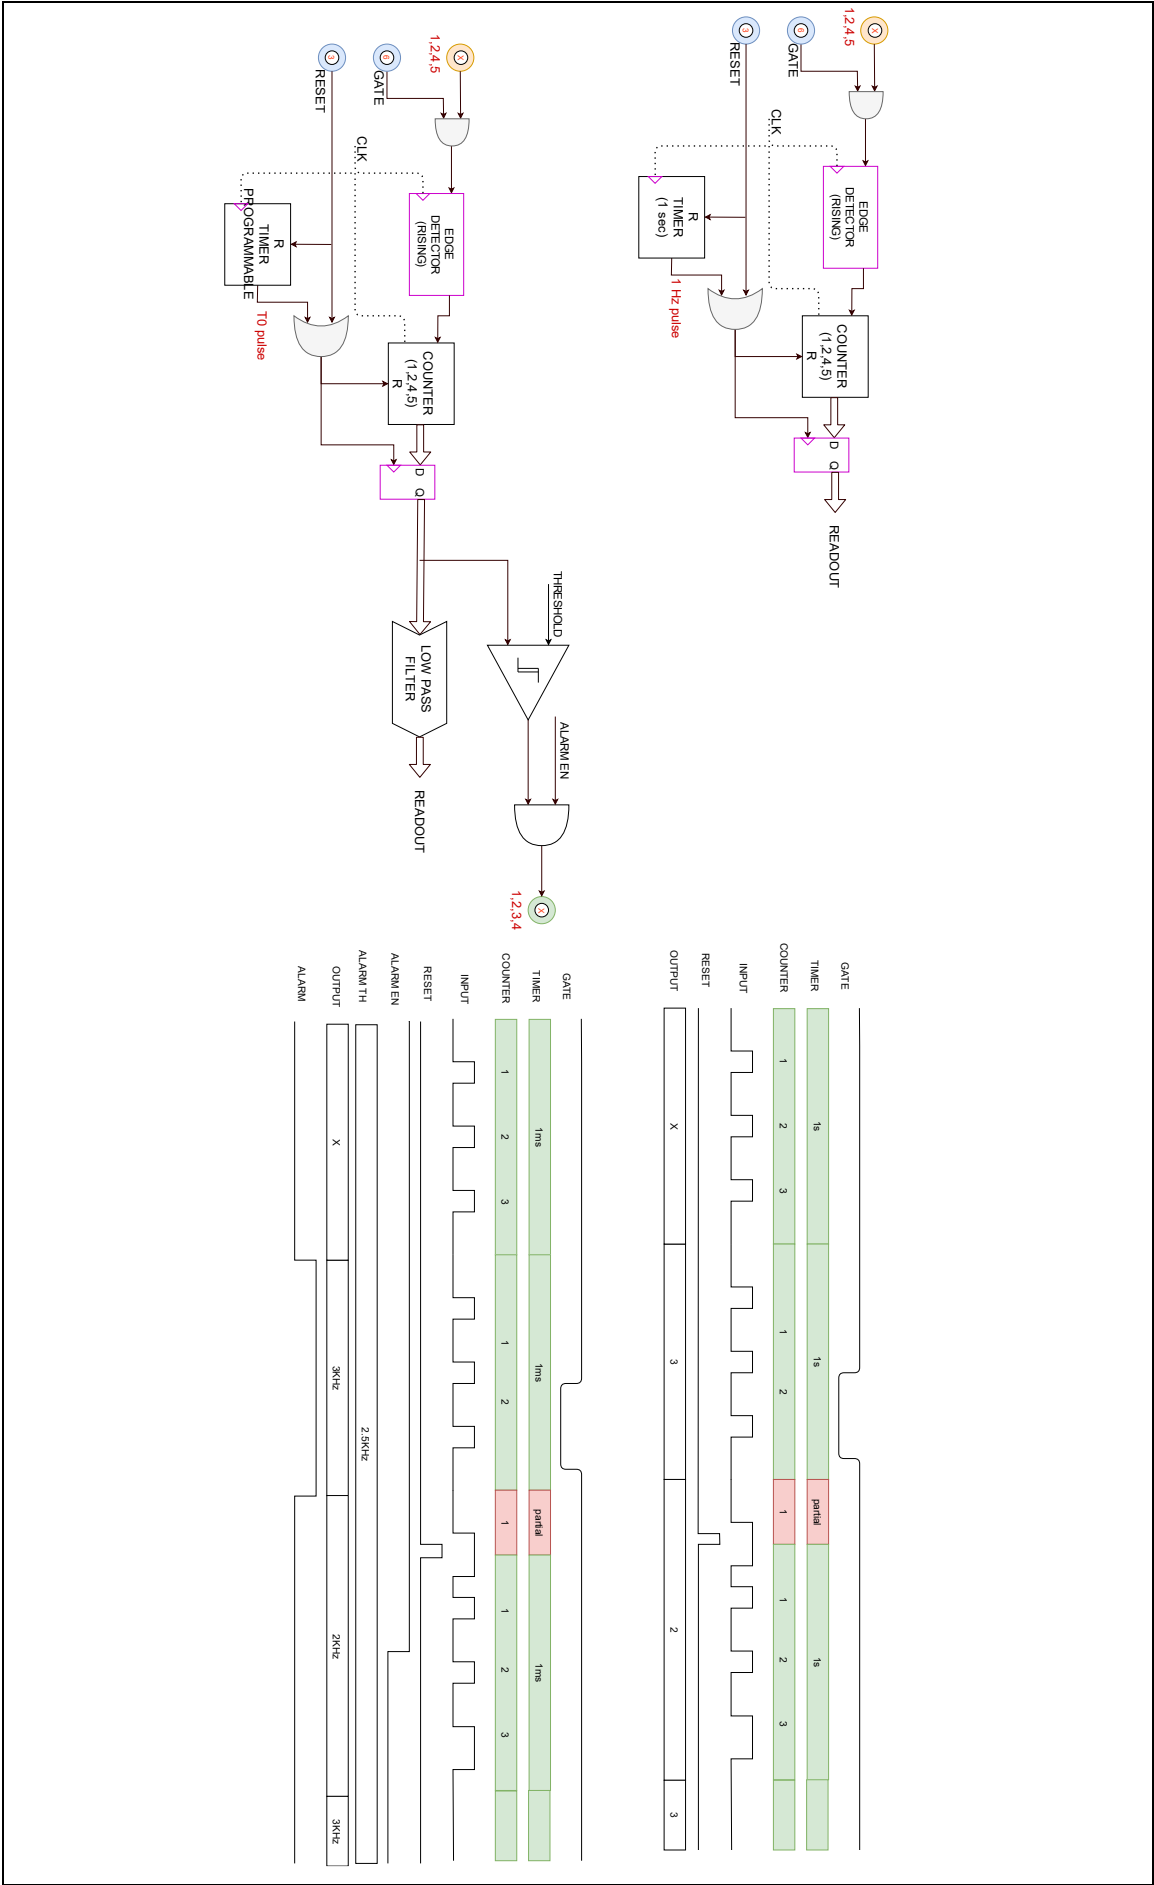 1,2,4,5
X
6
GATE
3
RESET
CLK
EDGE
DETECTOR
(RISING)
R
TIMER
(1 sec)
1 Hz pulse
COUNTER
(1,2,4,5)
R
D Q
READOUT
GATE
TIMER 1s 1s partial 1s
COUNTER 1 2 3 1 2 1 1 2 3
INPUT
RESET
OUTPUT X 3 2 3
1,2,4,5
X
6
GATE
3
RESET
CLK
EDGE
DETECTOR
(RISING)
R
TIMER
PROGRAMMABLE
T0 pulse
COUNTER
(1,2,4,5)
R
D Q
THRESHOLD
ALARM EN
LOW PASS
FILTER
READOUT
X
1,2,3,4
GATE
TIMER 1ms 1ms partial 1ms
COUNTER 1 2 3 1 2 1 1 2 3
INPUT
RESET
ALARM EN
ALARM TH 2.5KHz
OUTPUT X 3KHz 2KHz 3KHz
ALARM